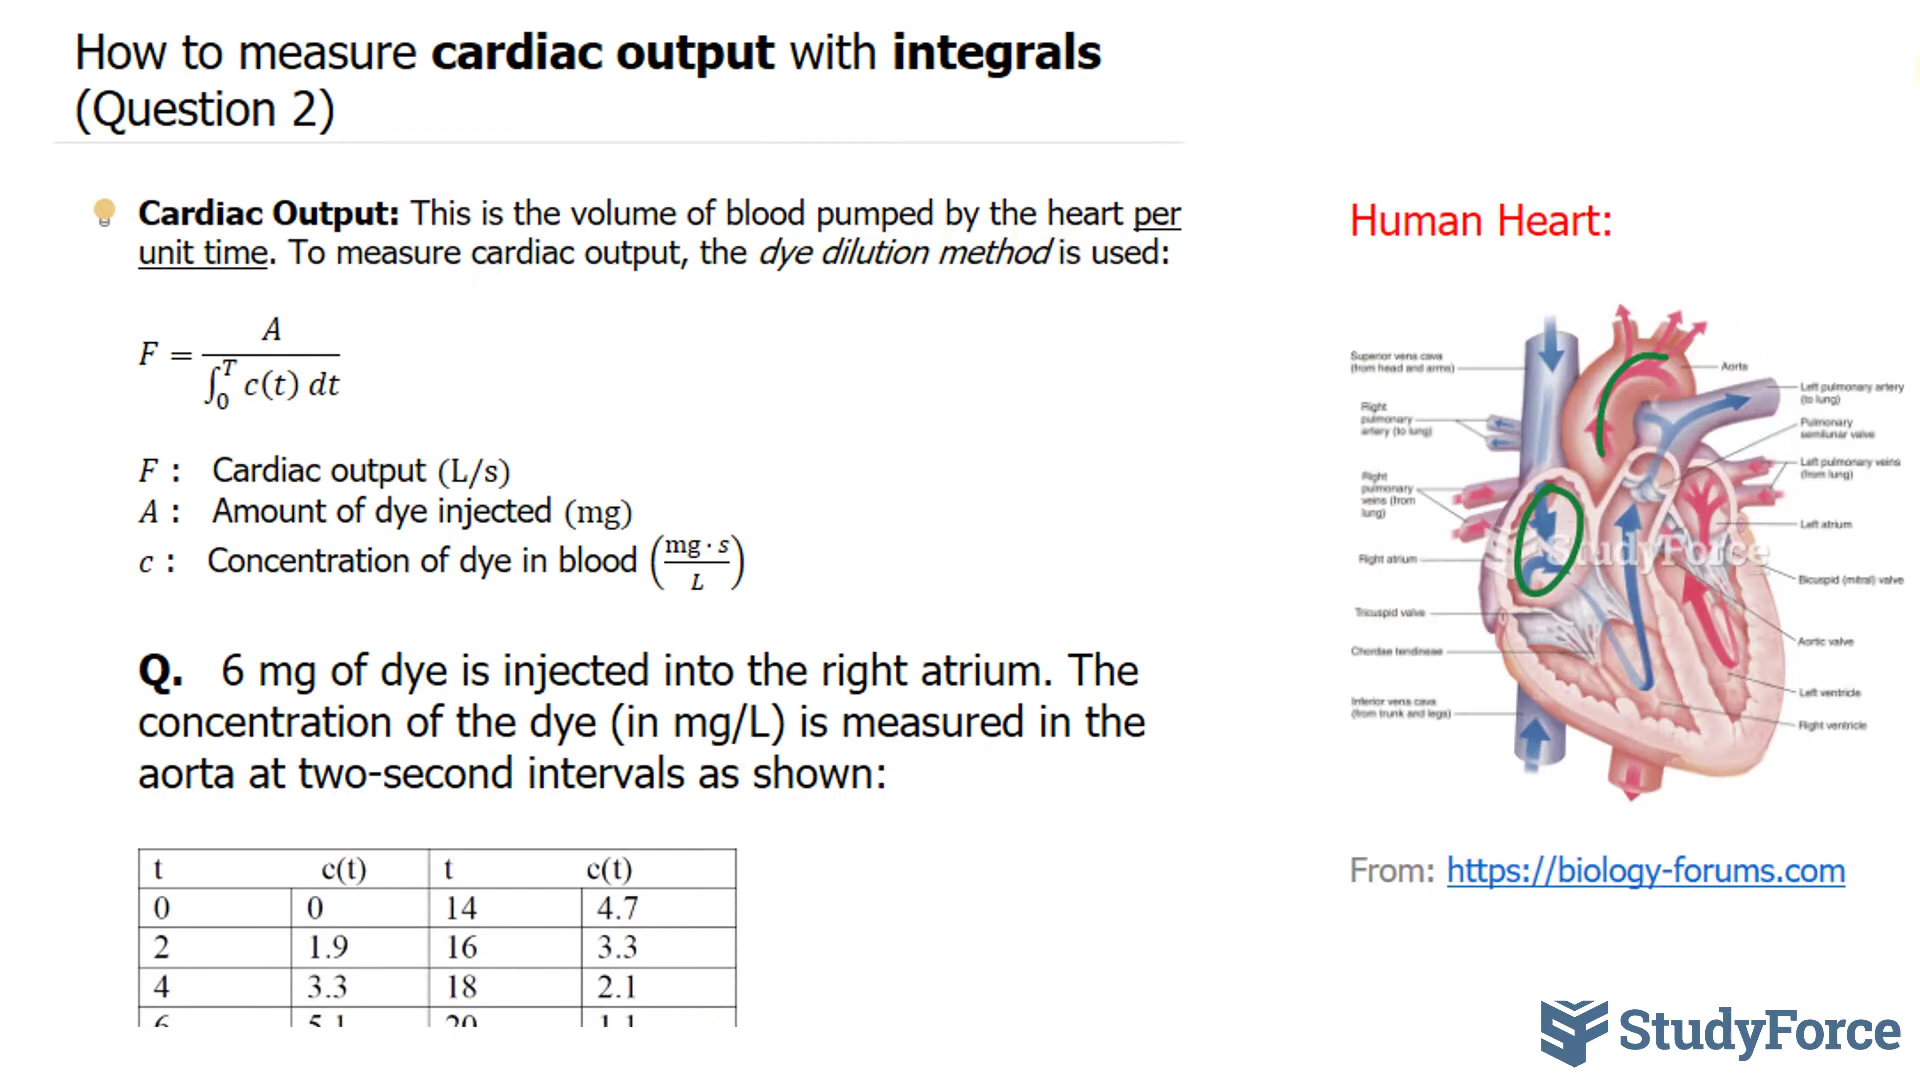 How to measure cardiac output with integrals
(Question 2)
Cardiac Output: This is the volume of blood pumped by the heart per
unit time. To measure cardiac output, the dye dilution method is used:
F = A / ∫₀ᵀ c(t) dt
F : Cardiac output (L/s)
A : Amount of dye injected (mg)
c : Concentration of dye in blood (mg · s / L)
Q. 6 mg of dye is injected into the right atrium. The
concentration of the dye (in mg/L) is measured in the
aorta at two-second intervals as shown:
t c(t) t c(t)
0 0 14 4.7
2 1.9 16 3.3
4 3.3 18 2.1
6 5.1 20 1.1
Human Heart:
Superior vena cava
(from head and arms)
Right
pulmonary
artery (to lung)
Right
pulmonary
veins (from
lung)
Right atrium
Tricuspid valve
Chordae tendineae
Inferior vena cava
(from trunk and legs)
Aorta
Left pulmonary artery
(to lung)
Pulmonary
semilunar valve
Left pulmonary veins
(from lung)
Left atrium
Bicuspid (mitral) valve
Aortic valve
Left ventricle
Right ventricle
StudyForce
From: https://biology-forums.com
StudyForce